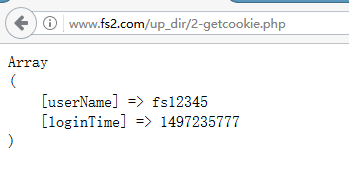 www.fs2.com/up_dir/2-getcookie.php
Array
(
[userName] => fs12345
[loginTime] => 1497235777
)